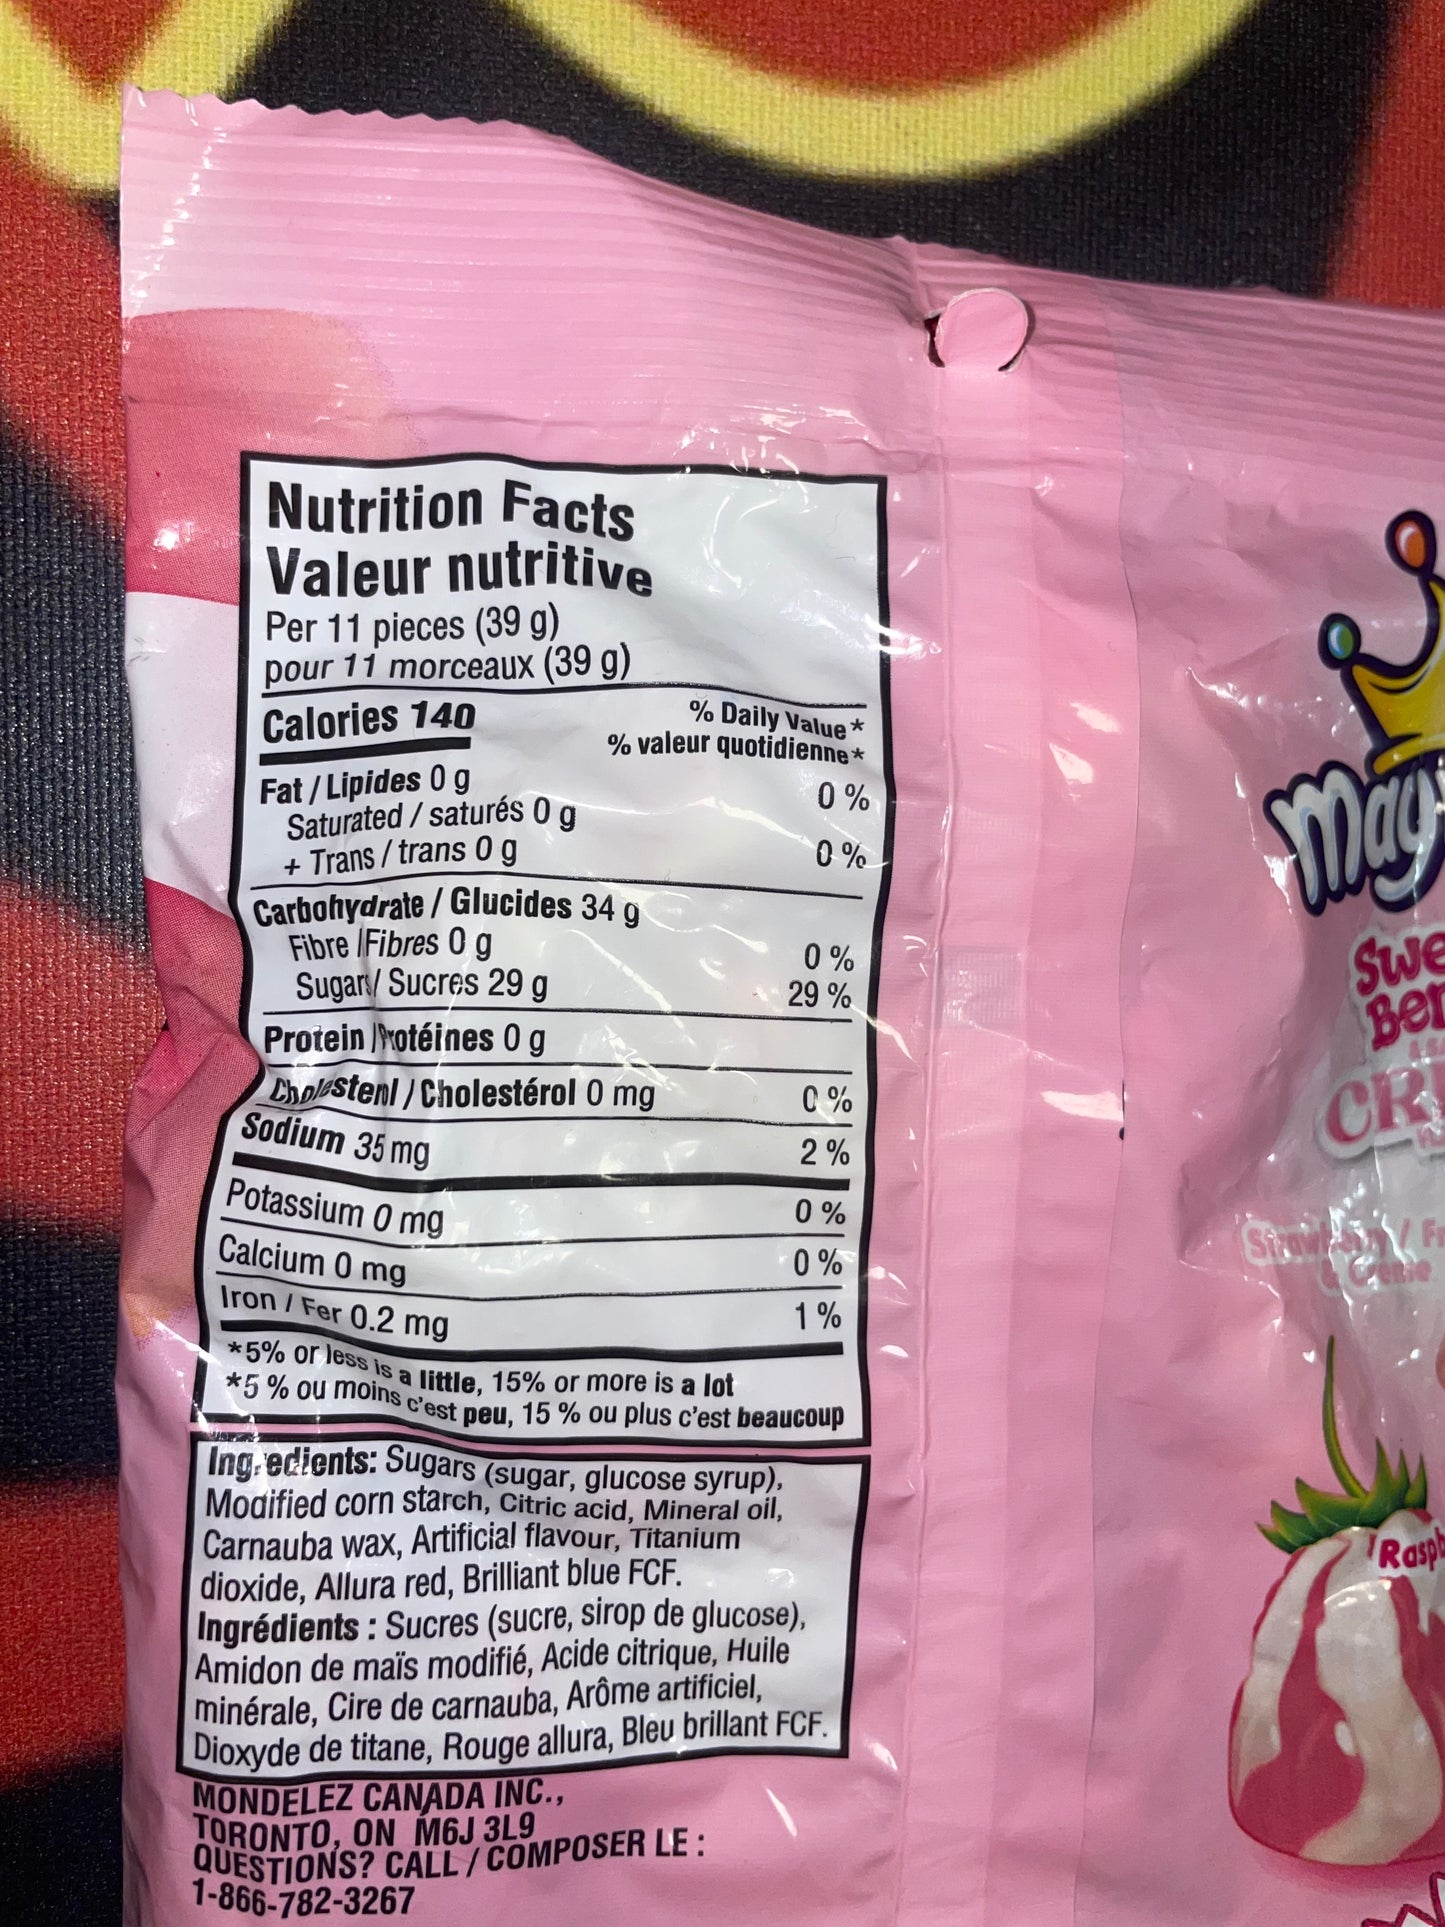 Nutrition Facts
Valeur nutritive
Per 11 pieces (39 g)
pour 11 morceaux (39 g)
Calories 140
% Daily Value*
% valeur quotidienne*
Fat / Lipides 0 g 0 %
Saturated / saturés 0 g
+ Trans / trans 0 g 0 %
Carbohydrate / Glucides 34 g
Fibre / Fibres 0 g 0 %
Sugars / Sucres 29 g 29 %
Protein / Protéines 0 g
Cholesterol / Cholestérol 0 mg 0 %
Sodium 35 mg 2 %
Potassium 0 mg 0 %
Calcium 0 mg 0 %
Iron / Fer 0.2 mg 1 %
*5% or less is a little, 15% or more is a lot
*5 % ou moins c'est peu, 15 % ou plus c'est beaucoup
Ingredients: Sugars (sugar, glucose syrup),
Modified corn starch, Citric acid, Mineral oil,
Carnauba wax, Artificial flavour, Titanium
dioxide, Allura red, Brilliant blue FCF.
Ingrédients : Sucres (sucre, sirop de glucose),
Amidon de maïs modifié, Acide citrique, Huile
minérale, Cire de carnauba, Arôme artificiel,
Dioxyde de titane, Rouge allura, Bleu brillant FCF.
MONDELEZ CANADA INC.,
TORONTO, ON M6J 3L9
QUESTIONS? CALL / COMPOSER LE :
1-866-782-3267
May
Swe
Ber
CR
Strawberry / Fr
Raspb